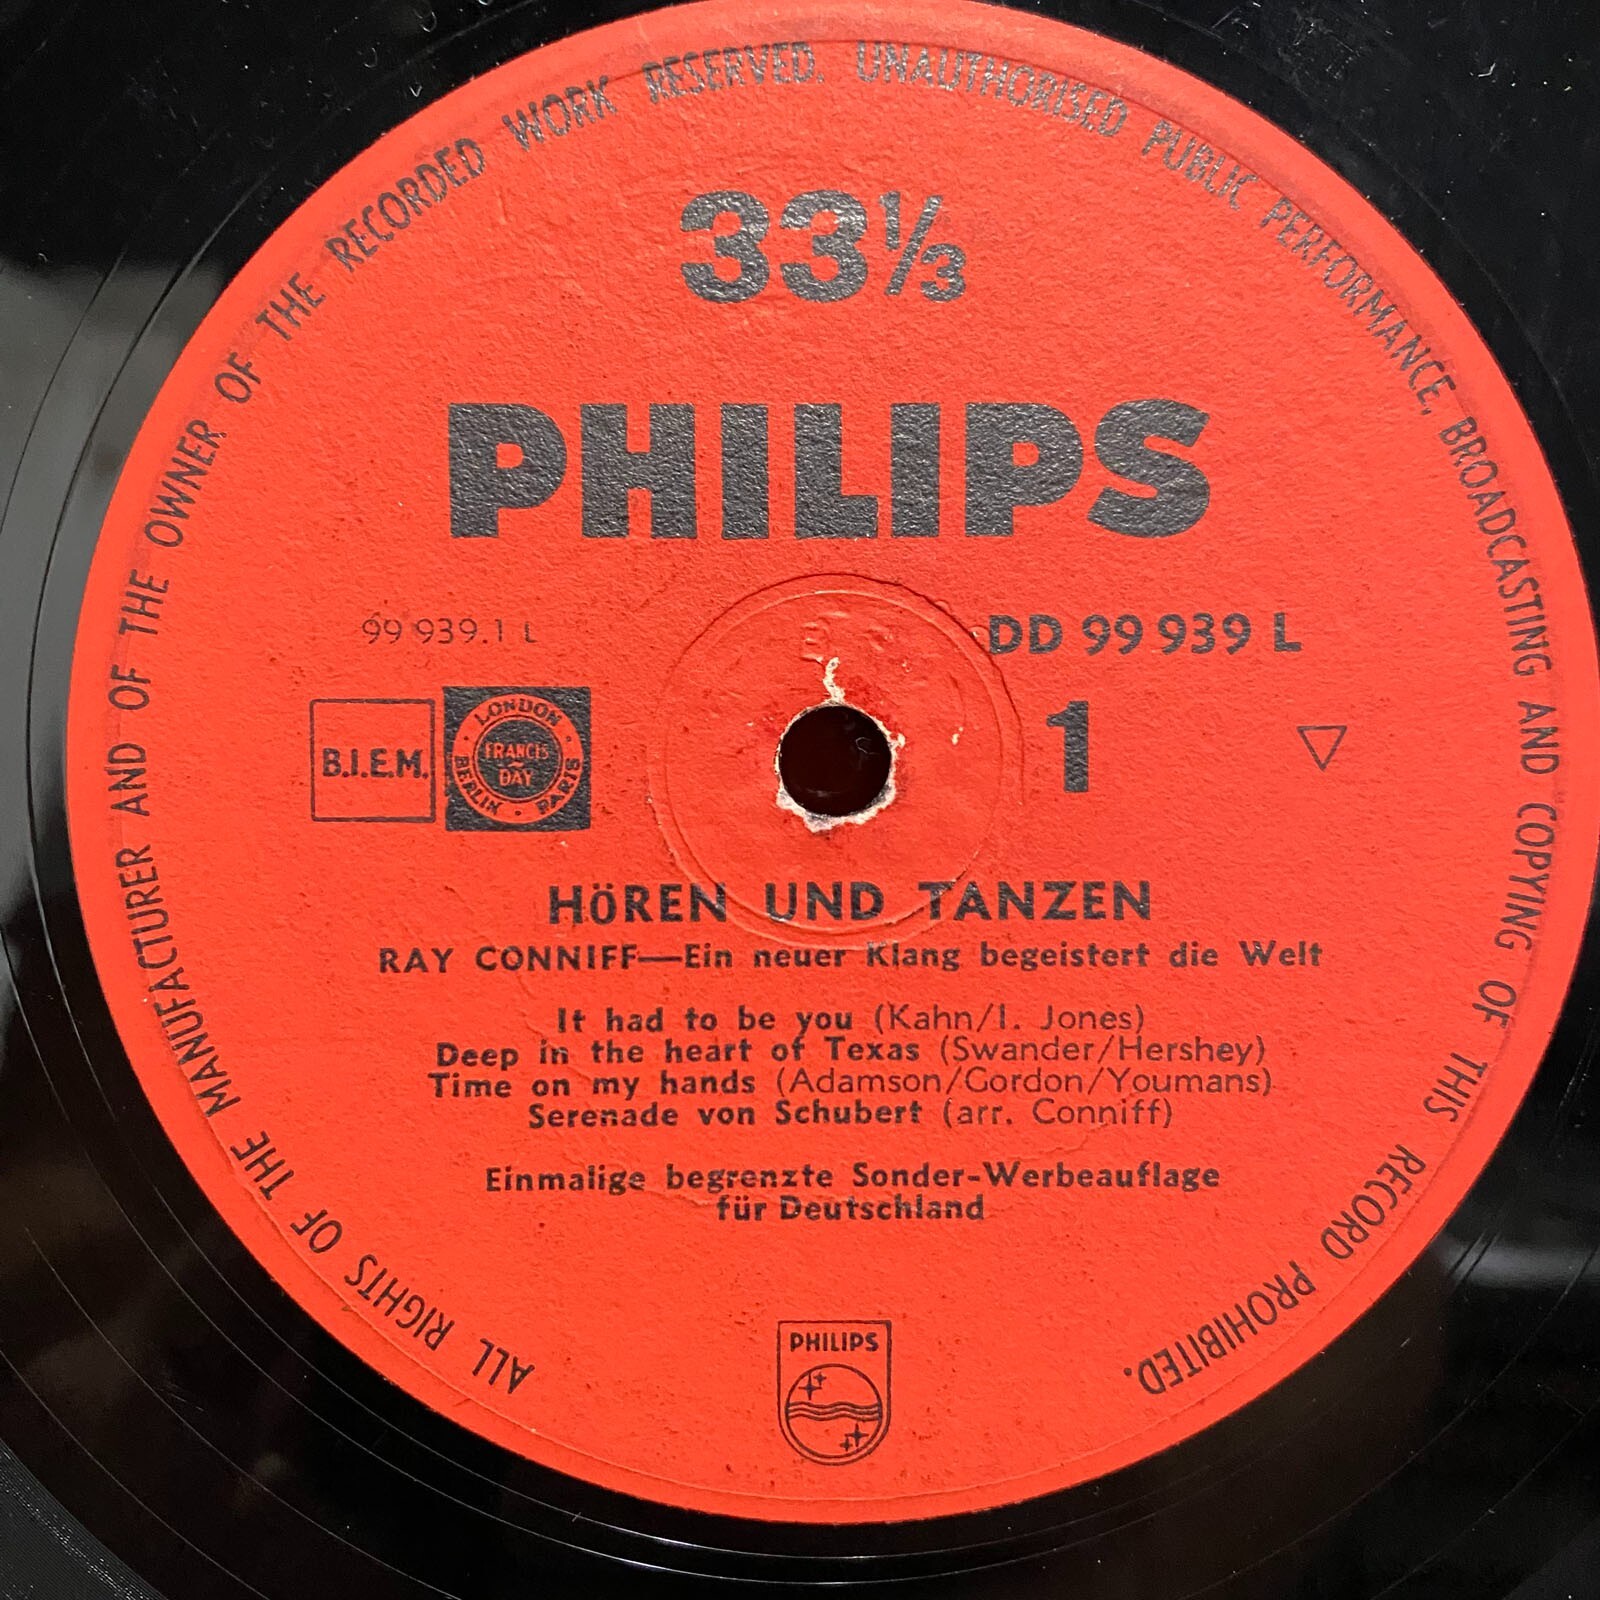 ALL RIGHTS OF THE MANUFACTURER AND OF THE OWNER OF THE RECORDED WORK RESERVED. UNAUTHORISED PUBLIC PERFORMANCE, BROADCASTING AND COPYING OF THIS RECORD PROHIBITED.
33⅓
PHILIPS
99 939.1 L
DD 99 939 L
B.I.E.M.
LONDON
FRANCIS
DAY
BERLIN · PARIS
1
HÖREN UND TANZEN
RAY CONNIFF—Ein neuer Klang begeistert die Welt
It had to be you (Kahn/I. Jones)
Deep in the heart of Texas (Swander/Hershey)
Time on my hands (Adamson/Gordon/Youmans)
Serenade von Schubert (arr. Conniff)
Einmalige begrenzte Sonder-Werbeauflage
für Deutschland
PHILIPS